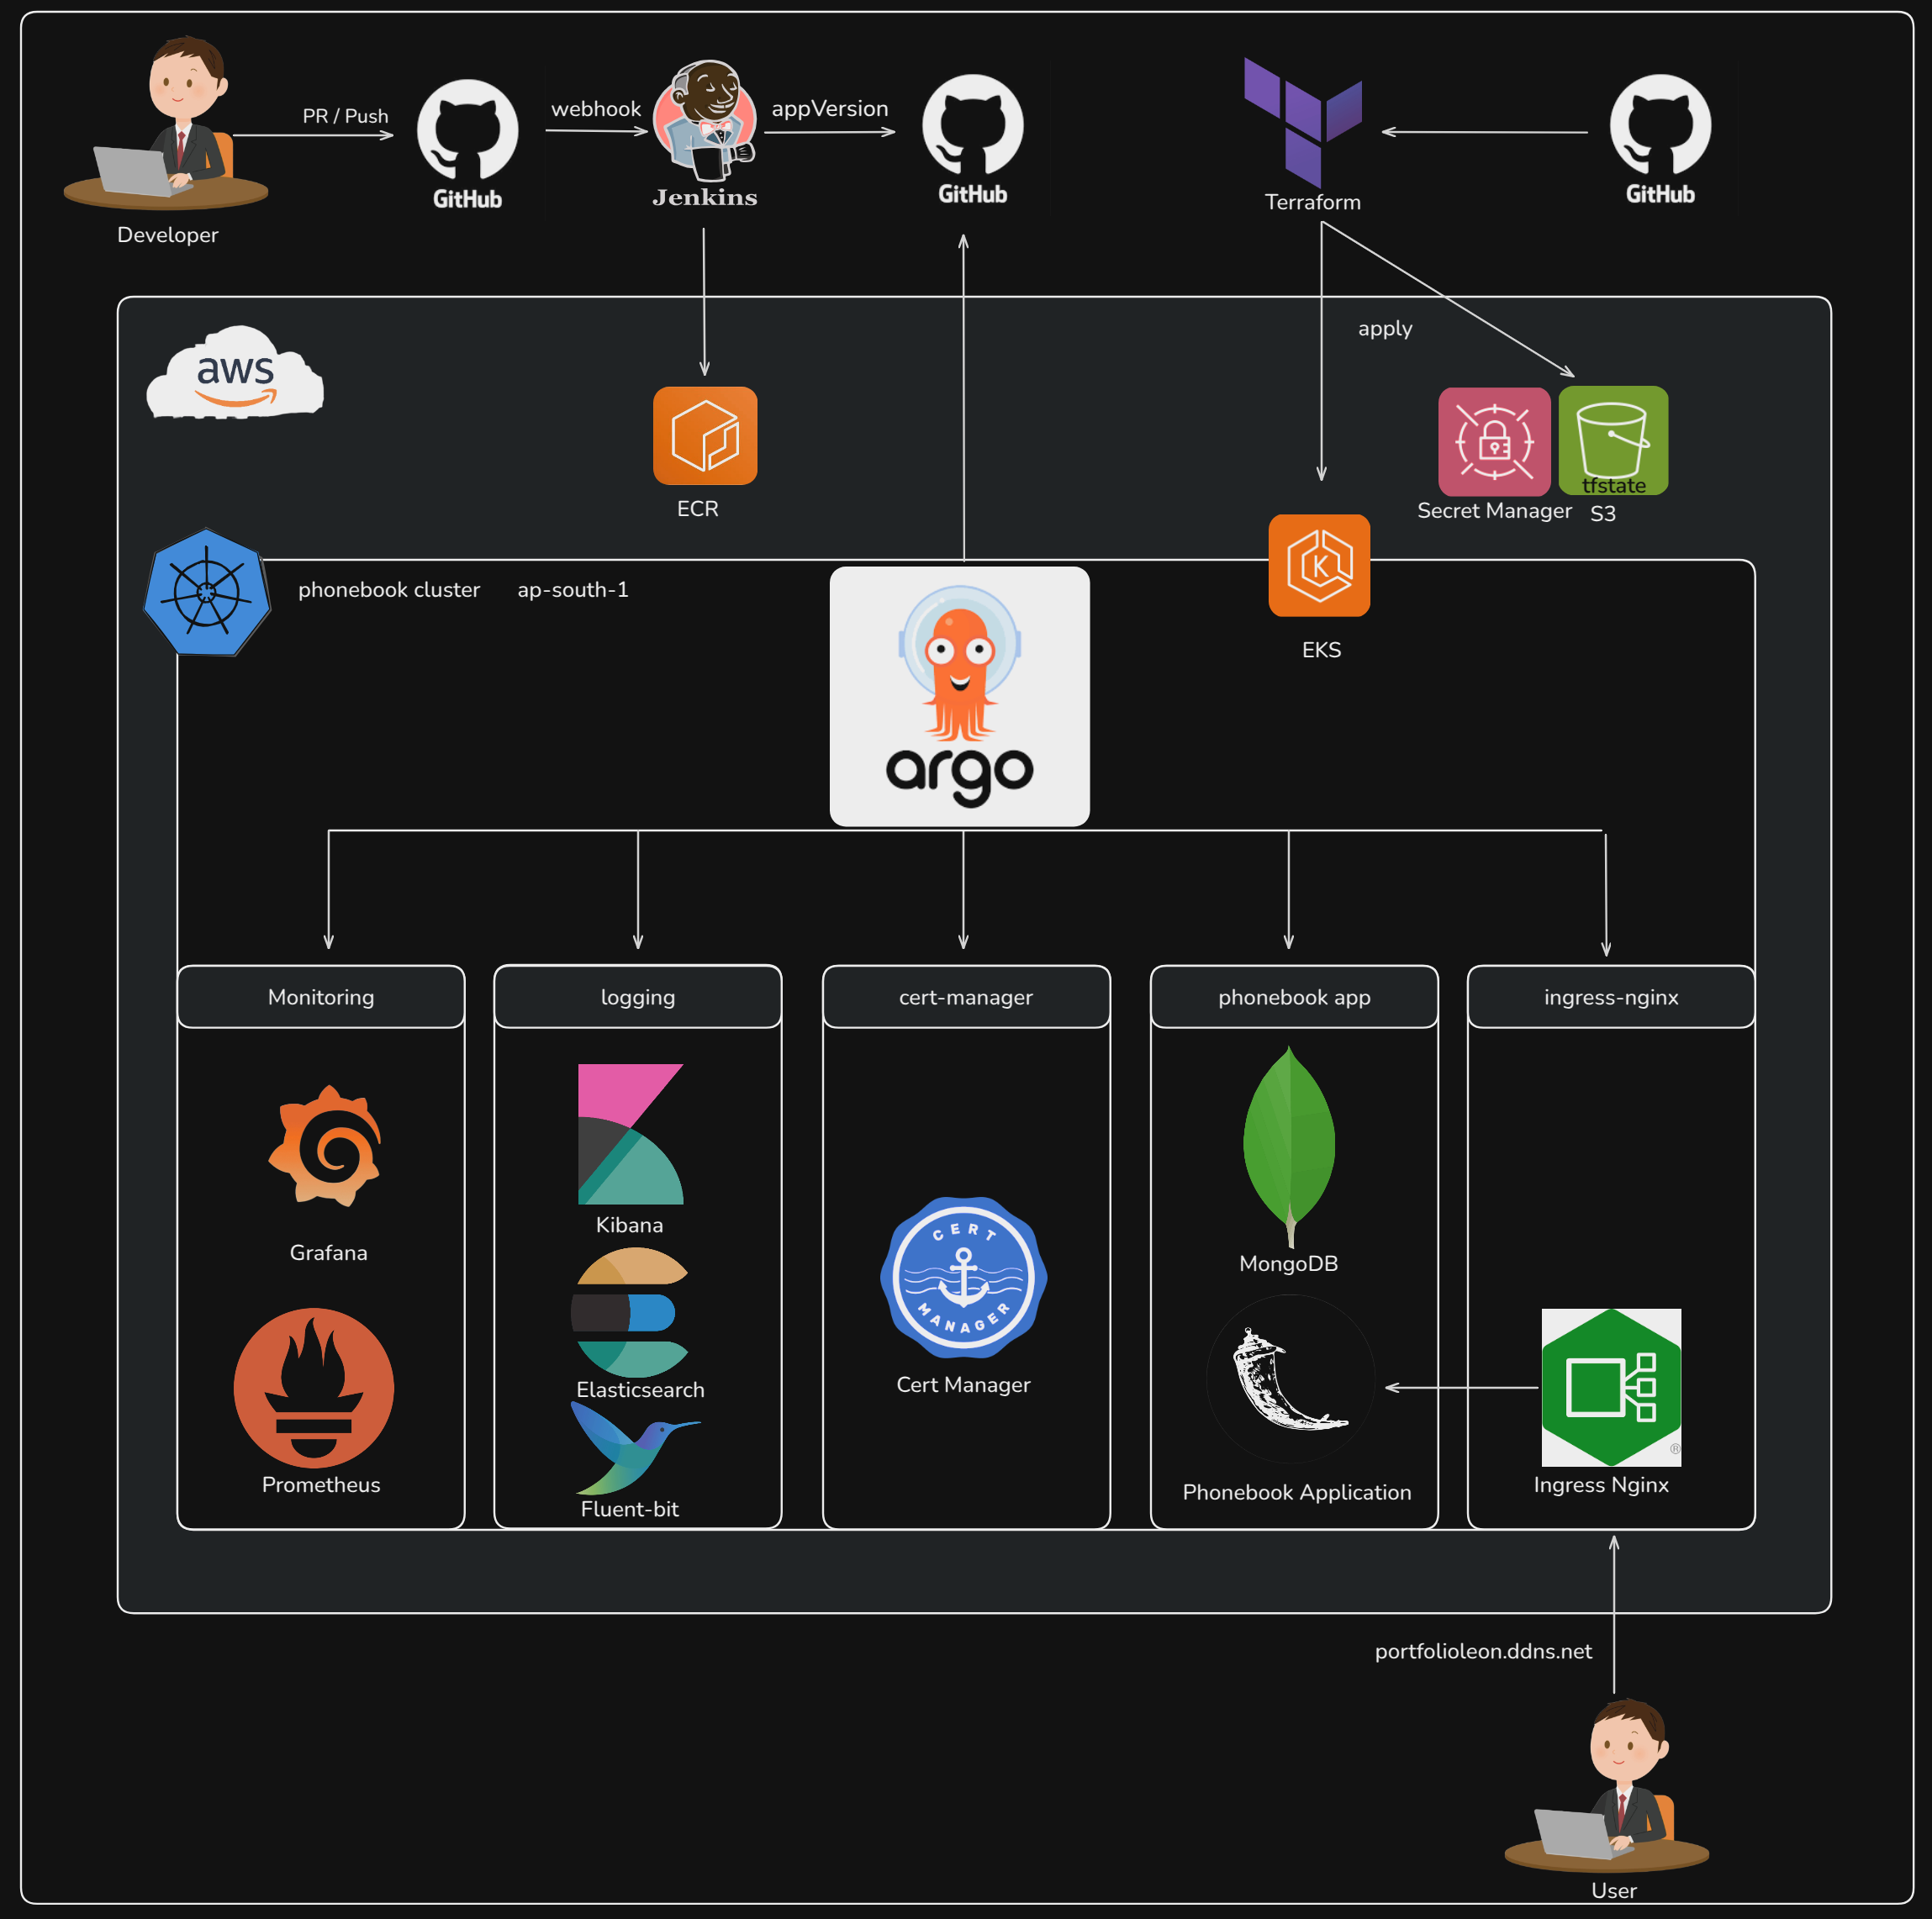 PR / Push
webhook
appVersion
GitHub
Jenkins
GitHub
Terraform
GitHub
Developer
aws
apply
ECR
tfstate
Secret Manager
S3
phonebook cluster
ap-south-1
K
EKS
argo
Monitoring
logging
cert-manager
phonebook app
ingress-nginx
Grafana
Prometheus
Kibana
Elasticsearch
Fluent-bit
CERT
MANAGER
Cert Manager
MongoDB
Phonebook Application
®
Ingress Nginx
portfolioleon.ddns.net
User